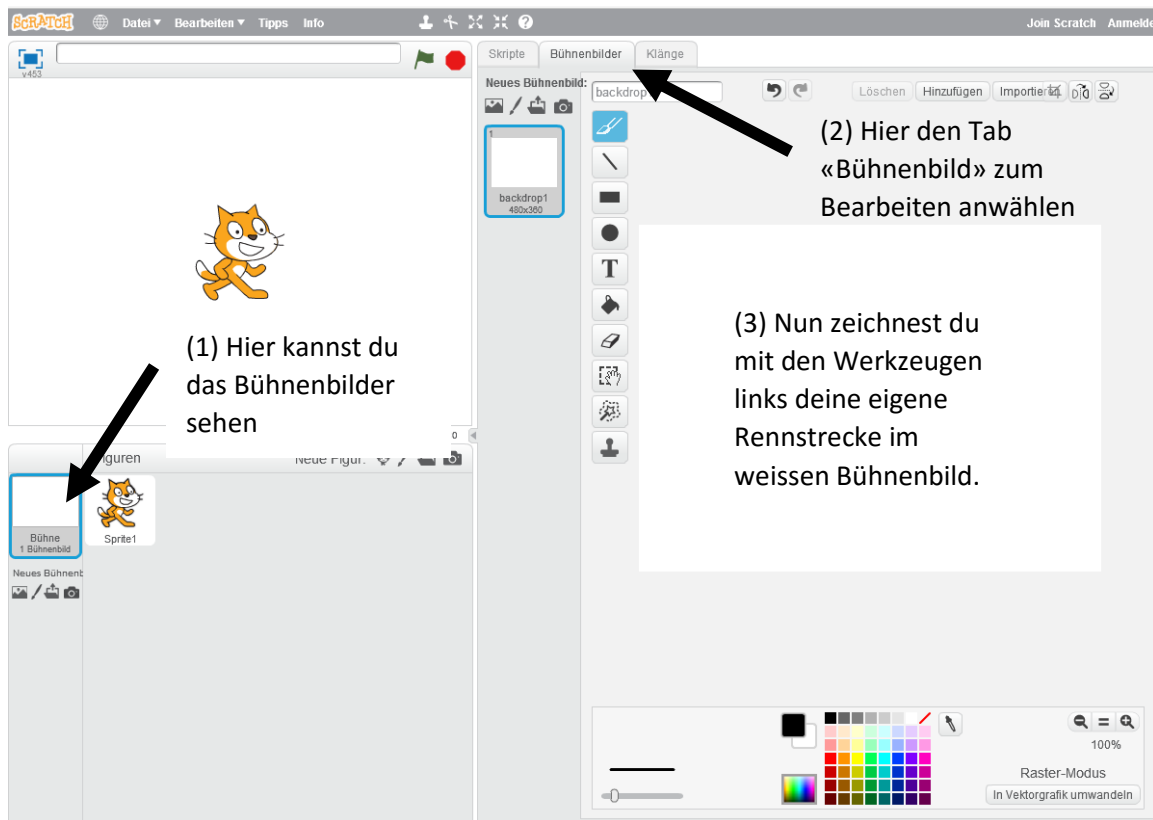 SCRATCH Datei Bearbeiten Tipps Info Join Scratch Anmelde
v453
Skripte Bühnenbilder Klänge
Neues Bühnenbild:
backdrop
Löschen Hinzufügen Importieren
1
backdrop1
480x360
(2) Hier den Tab
«Bühnenbild» zum
Bearbeiten anwählen
T
(1) Hier kannst du
das Bühnenbilder
sehen
(3) Nun zeichnest du
mit den Werkzeugen
links deine eigene
Rennstrecke im
weissen Bühnenbild.
0
iguren Neue Figur:
Bühne
1 Bühnenbild
Sprite1
Neues Bühnenb
100%
Raster-Modus
In Vektorgrafik umwandeln